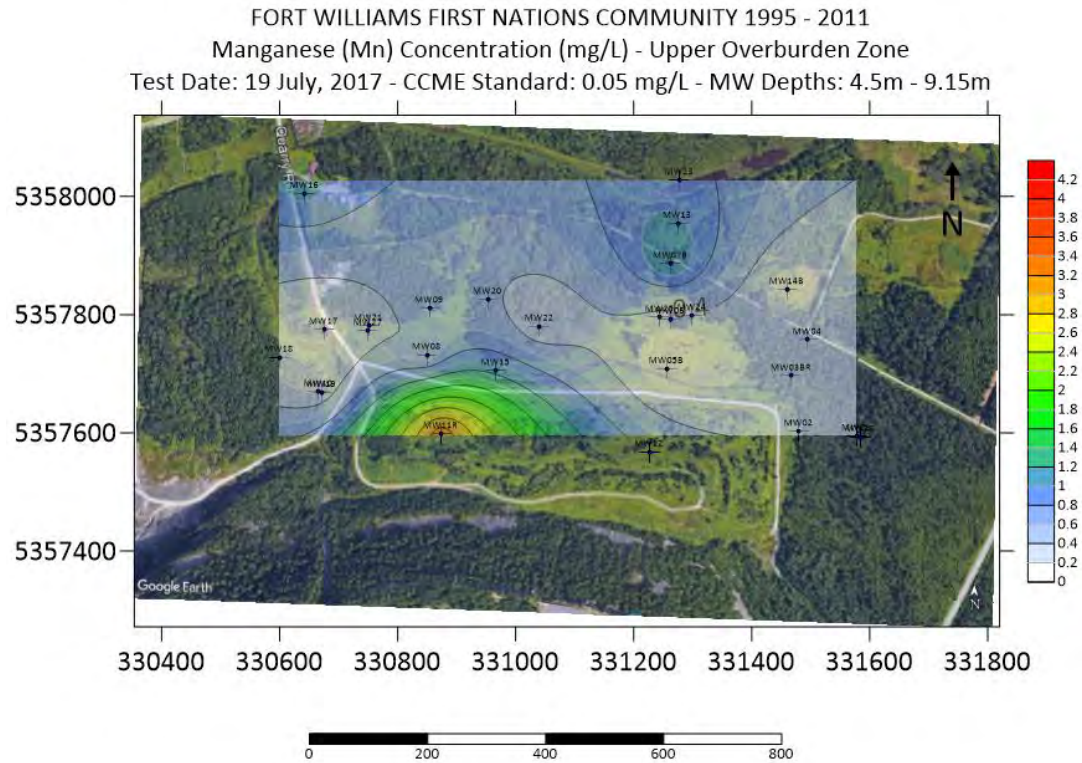 FORT WILLIAMS FIRST NATIONS COMMUNITY 1995 - 2011
Manganese (Mn) Concentration (mg/L) - Upper Overburden Zone
Test Date: 19 July, 2017 - CCME Standard: 0.05 mg/L - MW Depths: 4.5m - 9.15m
5358000
5357800
5357600
5357400
MW16
MW23
MW13
MW07B
MW14B
MW20
MW09
MW22
MW17
MW04
MW18
MW08
MW15
MW05B
MW03BR
MW11R
MW02
MW12
N
4.2
4
3.8
3.6
3.4
3.2
3
2.8
2.6
2.4
2.2
2
1.8
1.6
1.4
1.2
1
0.8
0.6
0.4
0.2
0
Google Earth
N
330400 330600 330800 331000 331200 331400 331600 331800
0 200 400 600 800